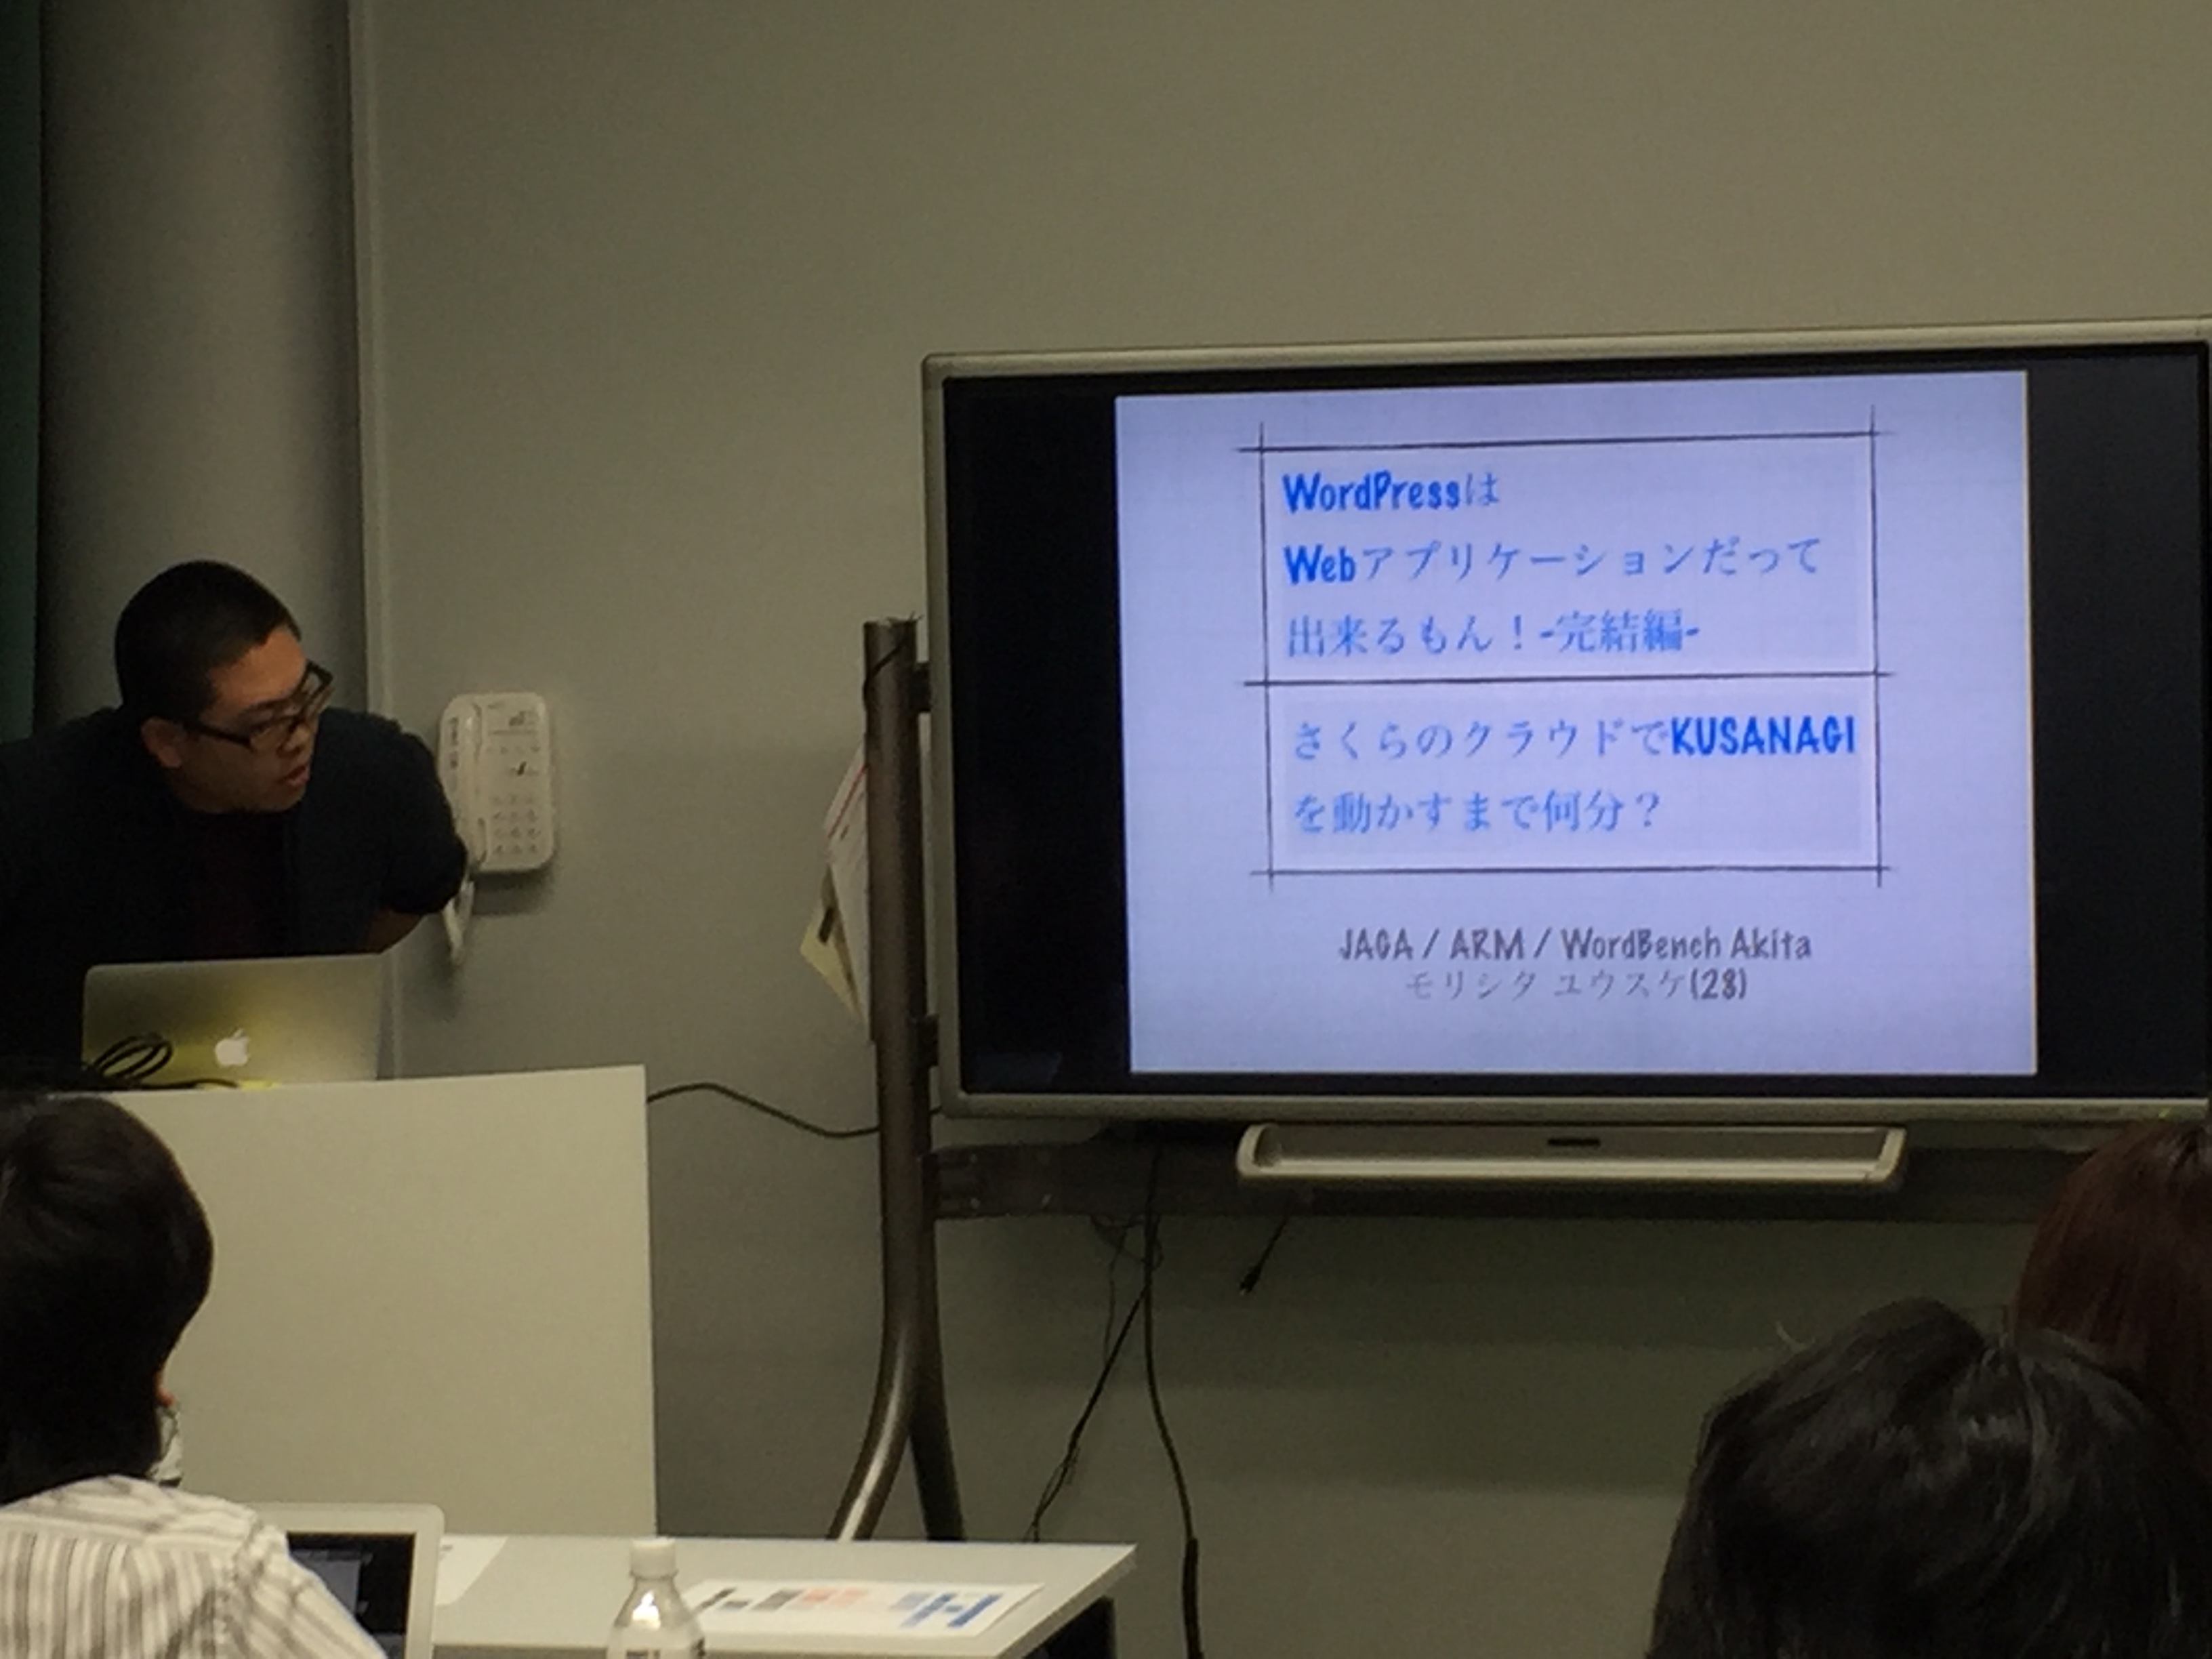 WordPressは
Webアプリケーションだって
出来るもん！-完結編-
さくらのクラウドでKUSANAGI
を動かすまで何分？
JAGA / ARM / WordBench Akita
モリシタ ユウスケ(28)